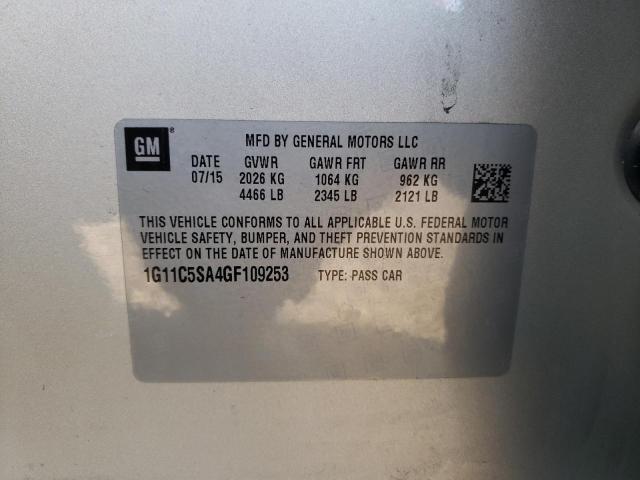 GM ®
MFD BY GENERAL MOTORS LLC
DATE GVWR GAWR FRT GAWR RR
07/15 2026 KG 1064 KG 962 KG
4466 LB 2345 LB 2121 LB
THIS VEHICLE CONFORMS TO ALL APPLICABLE U.S. FEDERAL MOTOR
VEHICLE SAFETY, BUMPER, AND THEFT PREVENTION STANDARDS IN
EFFECT ON THE DATE OF MANUFACTURE SHOWN ABOVE.
1G11C5SA4GF109253 TYPE: PASS CAR